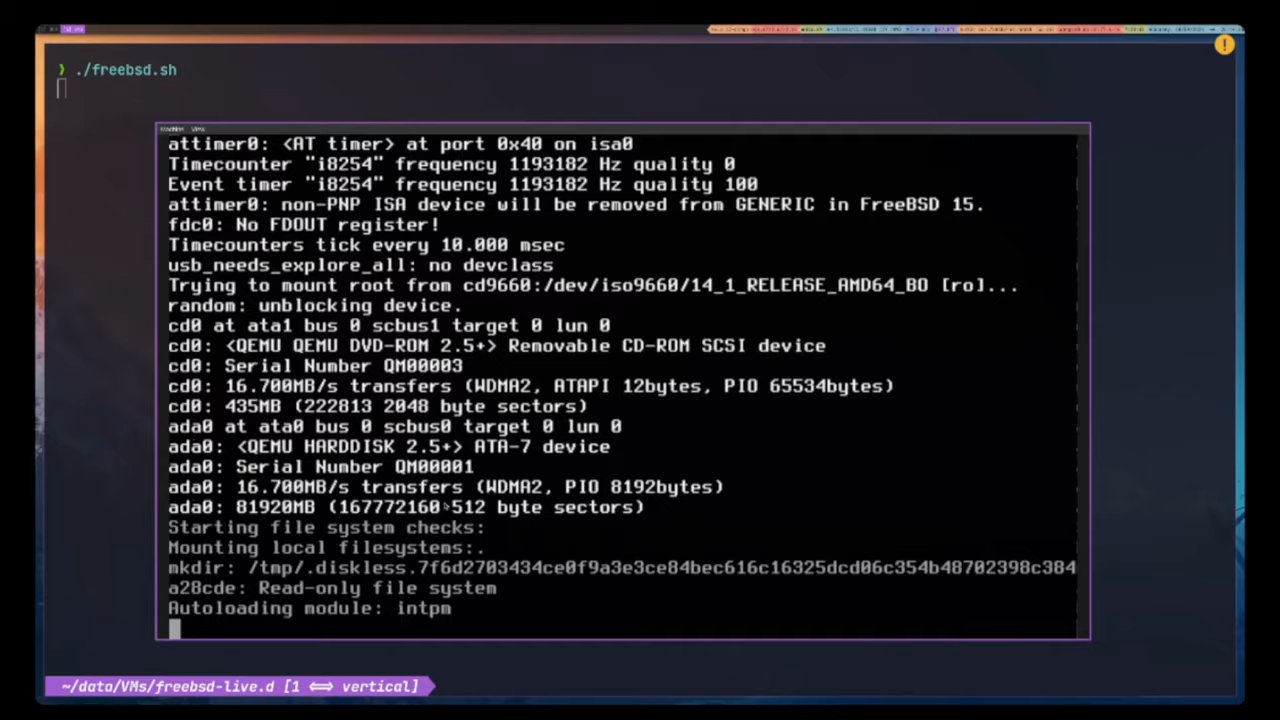 ❯ ./freebsd.sh
Machine View
attimer0: <AT timer> at port 0x40 on isa0
Timecounter "i8254" frequency 1193182 Hz quality 0
Event timer "i8254" frequency 1193182 Hz quality 100
attimer0: non-PNP ISA device will be removed from GENERIC in FreeBSD 15.
fdc0: No FDOUT register!
Timecounters tick every 10.000 msec
usb_needs_explore_all: no devclass
Trying to mount root from cd9660:/dev/iso9660/14_1_RELEASE_AMD64_BO [ro]...
random: unblocking device.
cd0 at ata1 bus 0 scbus1 target 0 lun 0
cd0: <QEMU QEMU DVD-ROM 2.5+> Removable CD-ROM SCSI device
cd0: Serial Number QM00003
cd0: 16.700MB/s transfers (WDMA2, ATAPI 12bytes, PIO 65534bytes)
cd0: 435MB (222813 2048 byte sectors)
ada0 at ata0 bus 0 scbus0 target 0 lun 0
ada0: <QEMU HARDDISK 2.5+> ATA-7 device
ada0: Serial Number QM00001
ada0: 16.700MB/s transfers (WDMA2, PIO 8192bytes)
ada0: 81920MB (167772160 512 byte sectors)
Starting file system checks:
Mounting local filesystems:.
mkdir: /tmp/.diskless.7f6d2703434ce0f9a3e3ce84bec616c16325dcd06c354b48702398c384
a28cde: Read-only file system
Autoloading module: intpm
~/data/VMs/freebsd-live.d [1 ⟺ vertical]